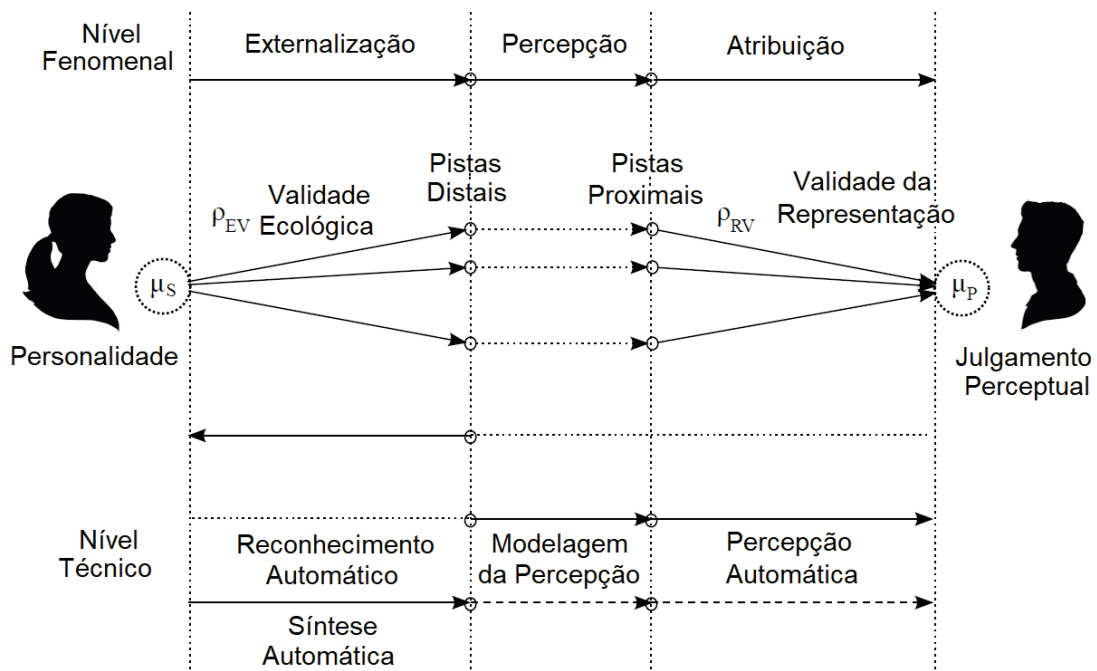 Nível
Fenomenal
Externalização
Percepção
Atribuição
Pistas
Distais
Pistas
Proximais
Validade
Ecológica
ρEV
Validade da
Representação
ρRV
μS
μP
Personalidade
Julgamento
Perceptual
Nível
Técnico
Reconhecimento
Automático
Modelagem
da Percepção
Percepção
Automática
Síntese
Automática